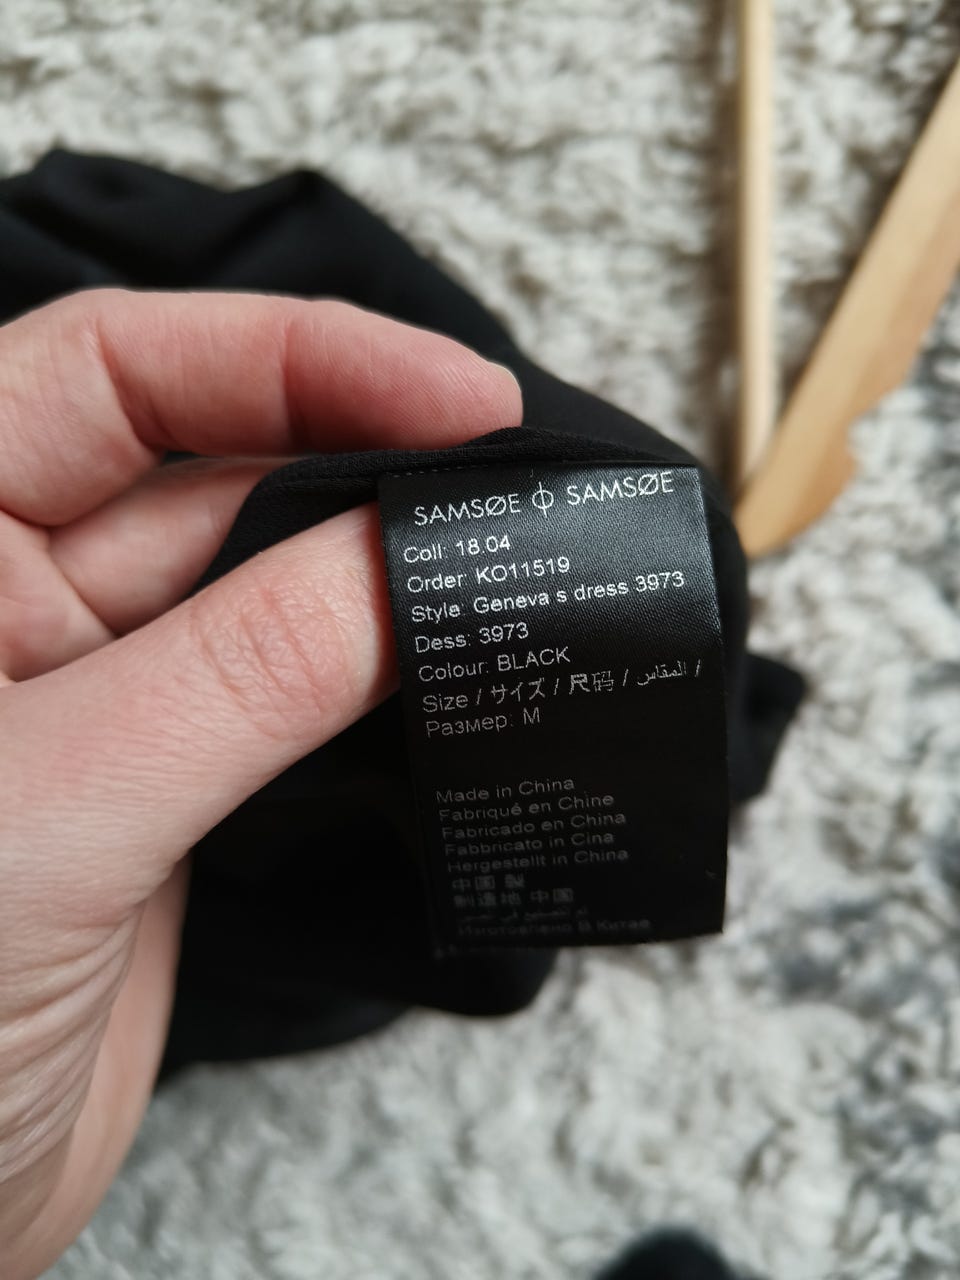 SAMSØE ϕ SAMSØE
Coll: 18.04
Order: KO11519
Style: Geneva s dress 3973
Dess: 3973
Colour: BLACK
Size / サイズ / 尺码 / المقاس /
Размер: M
Made in China
Fabriqué en Chine
Fabricado en China
Fabbricato in Cina
Hergestellt in China
中国 製
制造地 中国
Изготовлено В Китае